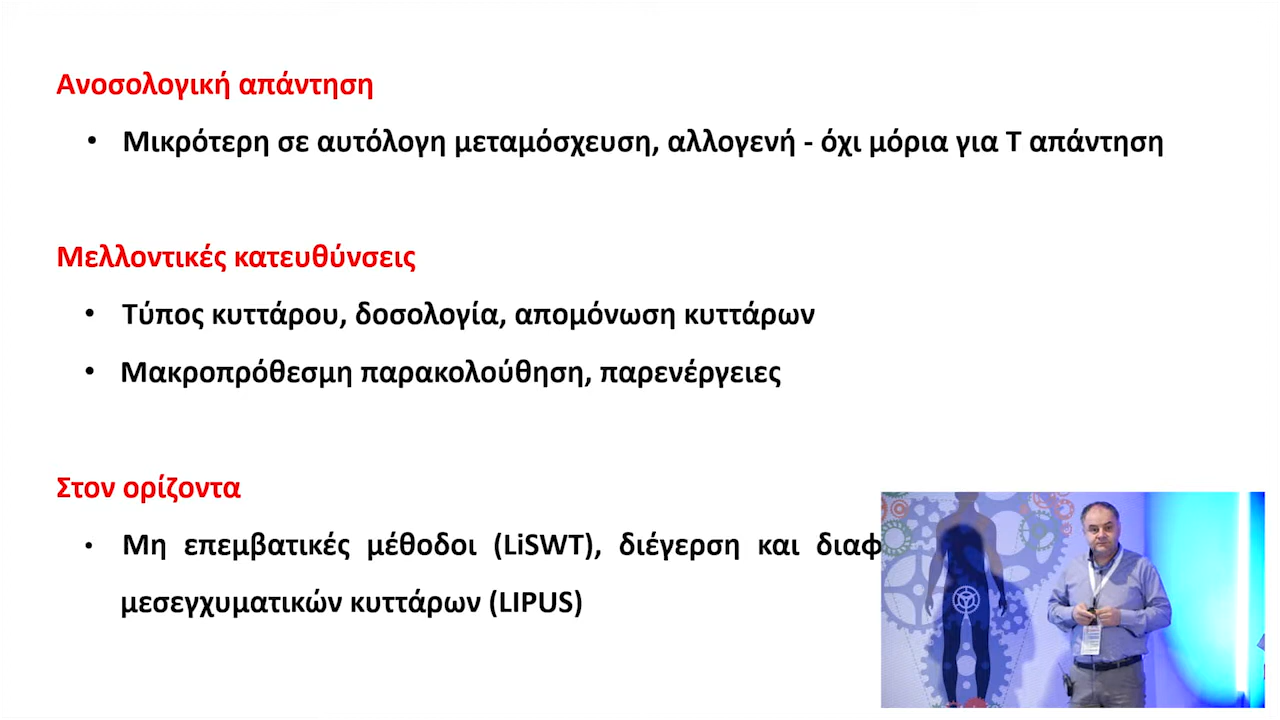 Ανοσολογική απάντηση
• Μικρότερη σε αυτόλογη μεταμόσχευση, αλλογενή - όχι μόρια για Τ απάντηση
Μελλοντικές κατευθύνσεις
• Τύπος κυττάρου, δοσολογία, απομόνωση κυττάρων
• Μακροπρόθεσμη παρακολούθηση, παρενέργειες
Στον ορίζοντα
• Μη επεμβατικές μέθοδοι (LiSWT), διέγερση και
μεσεγχυματικών κυττάρων (LIPUS)